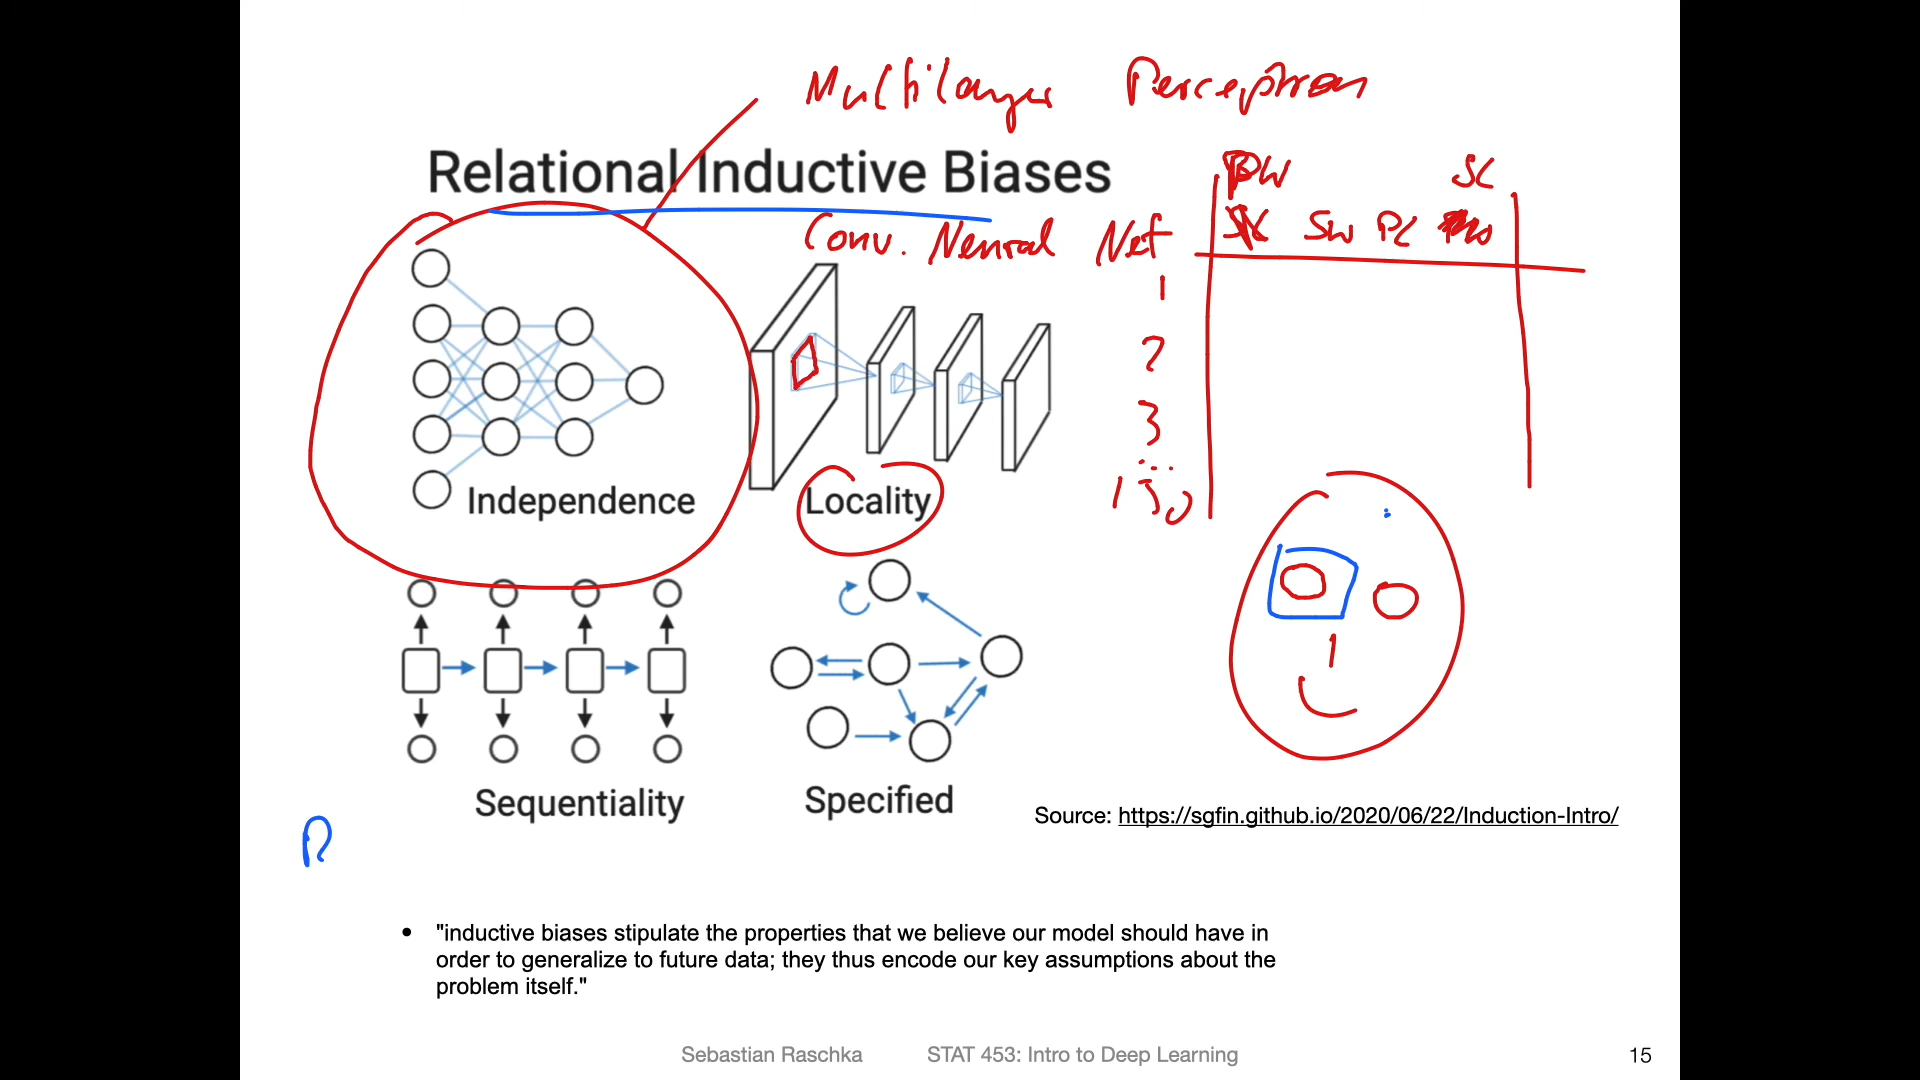 Multilayer Perceptron
Relational Inductive Biases
PW SL
SW PL
Conv. Neural Net
1
2
3
...
150
Independence
Locality
Sequentiality
Specified
Source: https://sgfin.github.io/2020/06/22/Induction-Intro/
• "inductive biases stipulate the properties that we believe our model should have in
order to generalize to future data; they thus encode our key assumptions about the
problem itself."
Sebastian Raschka STAT 453: Intro to Deep Learning 15